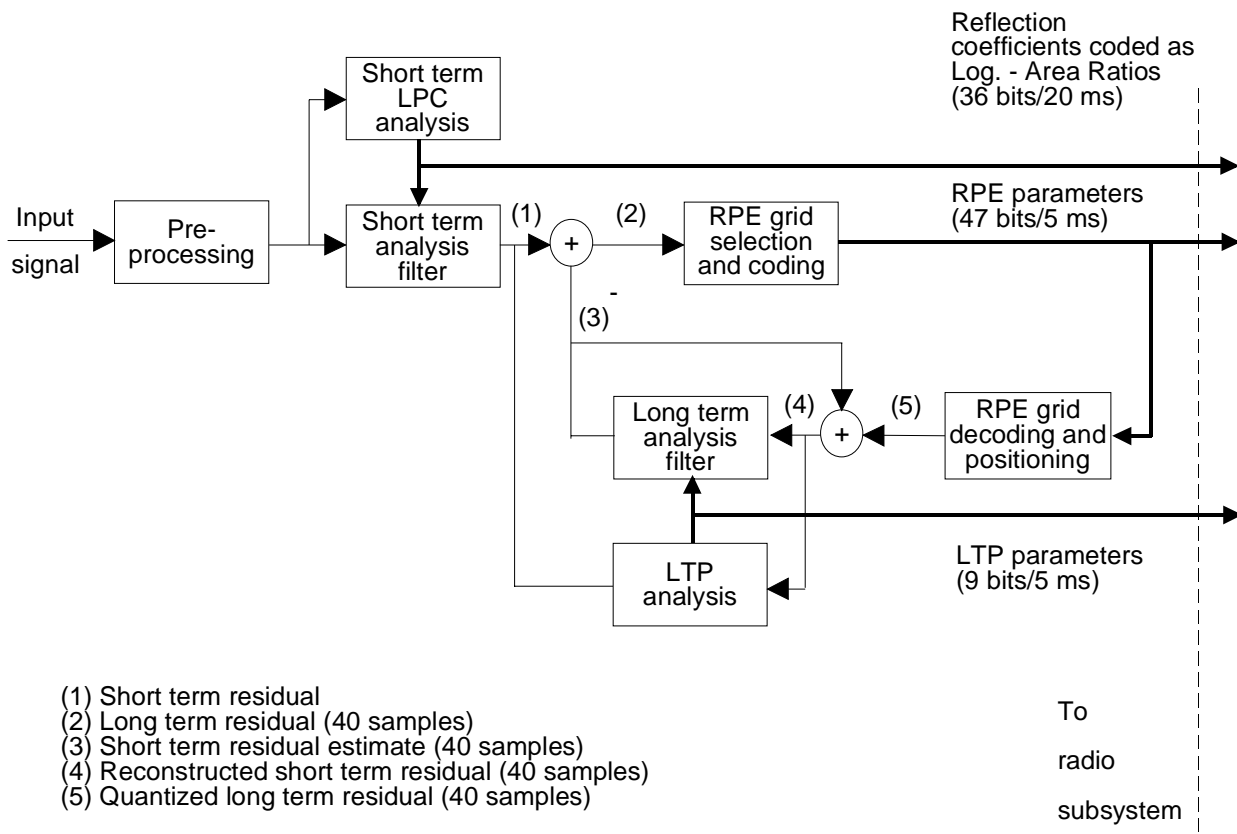 Reflection
coefficients coded as
Log. - Area Ratios
(36 bits/20 ms)
Short term
LPC
analysis
RPE parameters
(47 bits/5 ms)
Input
signal
Pre-
processing
Short term
analysis
filter
(1)
+
(2)
RPE grid
selection
and coding
-
(3)
Long term
analysis
filter
(4)
+
(5)
RPE grid
decoding and
positioning
LTP
analysis
LTP parameters
(9 bits/5 ms)
(1) Short term residual
(2) Long term residual (40 samples)
(3) Short term residual estimate (40 samples)
(4) Reconstructed short term residual (40 samples)
(5) Quantized long term residual (40 samples)
To
radio
subsystem